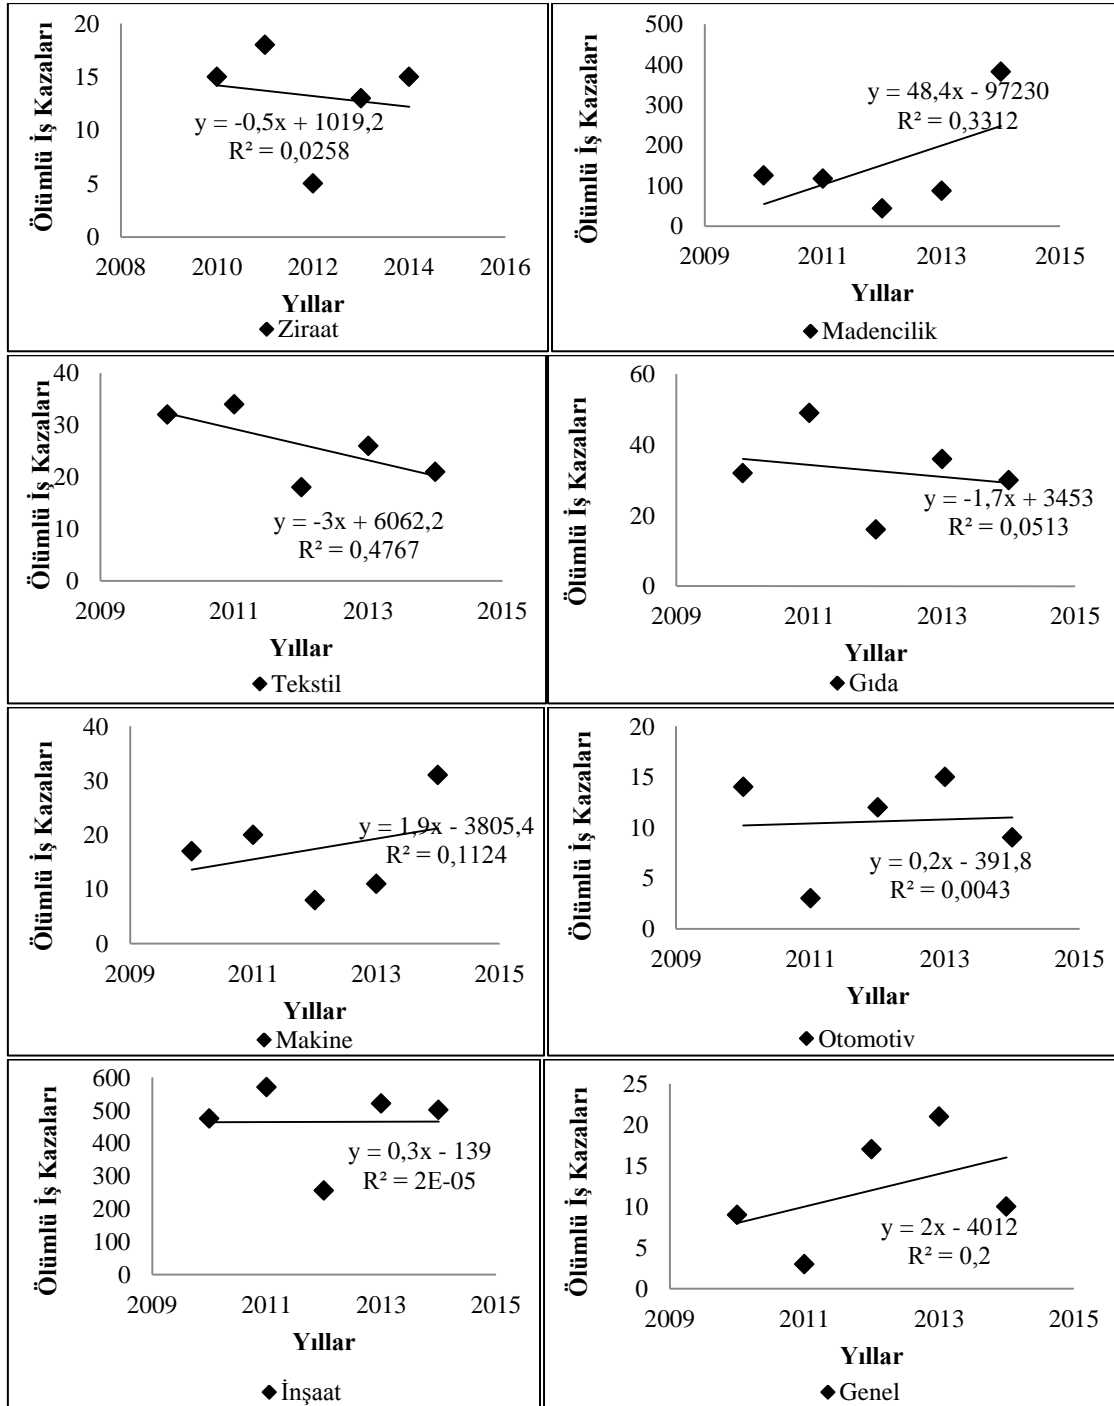 Ölümlü İş Kazaları
20
15
10
5
0
2008 2010 2012 2014 2016
y = -0,5x + 1019,2
R² = 0,0258
Yıllar
Ziraat
Ölümlü İş Kazaları
500
400
300
200
100
0
2009 2011 2013 2015
y = 48,4x - 97230
R² = 0,3312
Yıllar
Madencilik
Ölümlü İş Kazaları
40
30
20
10
0
2009 2011 2013 2015
y = -3x + 6062,2
R² = 0,4767
Yıllar
Tekstil
Ölümlü İş Kazaları
60
40
20
0
2009 2011 2013 2015
y = -1,7x + 3453
R² = 0,0513
Yıllar
Gıda
Ölümlü İş Kazaları
40
30
20
10
0
2009 2011 2013 2015
y = 1,9x - 3805,4
R² = 0,1124
Yıllar
Makine
Ölümlü İş Kazaları
20
15
10
5
0
2009 2011 2013 2015
y = 0,2x - 391,8
R² = 0,0043
Yıllar
Otomotiv
Ölümlü İş Kazaları
600
500
400
300
200
100
0
2009 2011 2013 2015
y = 0,3x - 139
R² = 2E-05
Yıllar
İnşaat
Ölümlü İş Kazaları
25
20
15
10
5
0
2009 2011 2013 2015
y = 2x - 4012
R² = 0,2
Yıllar
Genel